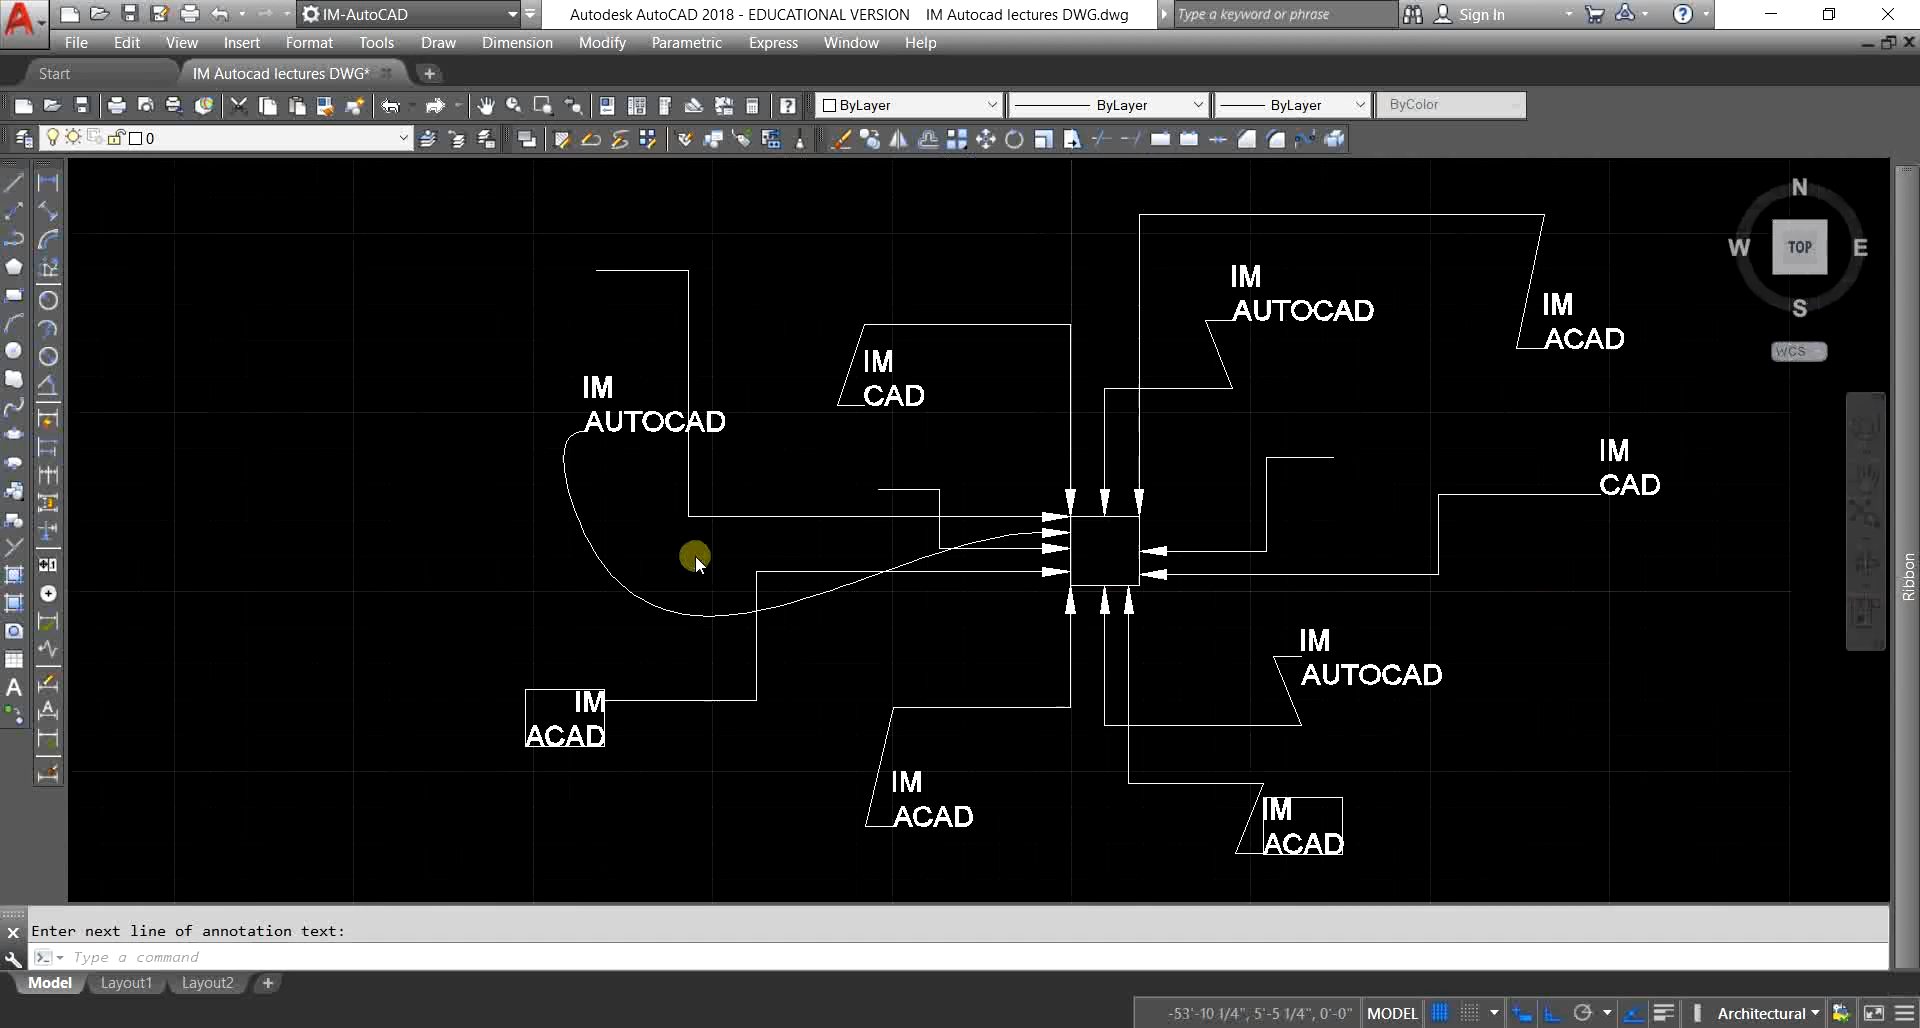 IM-AutoCAD
Autodesk AutoCAD 2018 - EDUCATIONAL VERSION IM Autocad lectures DWG.dwg
Type a keyword or phrase
Sign In
File Edit View Insert Format Tools Draw Dimension Modify Parametric Express Window Help
Start
IM Autocad lectures DWG*
ByLayer
ByLayer
ByLayer
ByColor
0
N
W
TOP
E
S
WCS
IM
AUTOCAD
IM
ACAD
IM
CAD
IM
AUTOCAD
IM
CAD
IM
AUTOCAD
IM
ACAD
IM
ACAD
IM
ACAD
Ribbon
Enter next line of annotation text:
Type a command
Model
Layout1
Layout2
-53'-10 1/4", 5'-5 1/4", 0'-0"
MODEL
Architectural